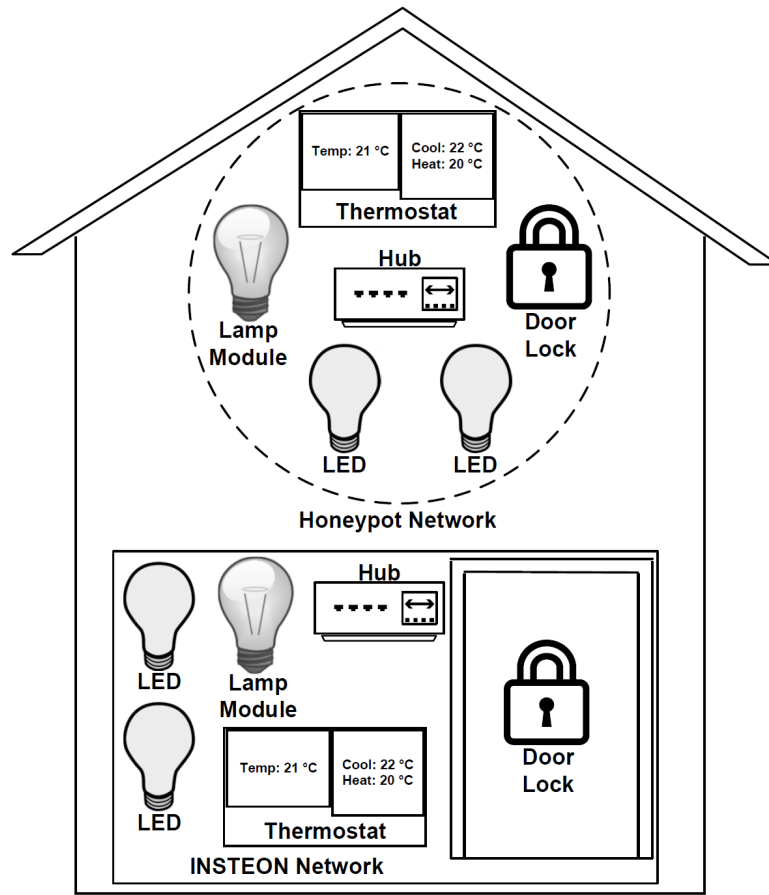 Temp: 21 °C
Cool: 22 °C
Heat: 20 °C
Thermostat
Hub
Lamp
Module
Door
Lock
LED
LED
Honeypot Network
Hub
LED
Lamp
Module
LED
Temp: 21 °C
Cool: 22 °C
Heat: 20 °C
Thermostat
Door
Lock
INSTEON Network